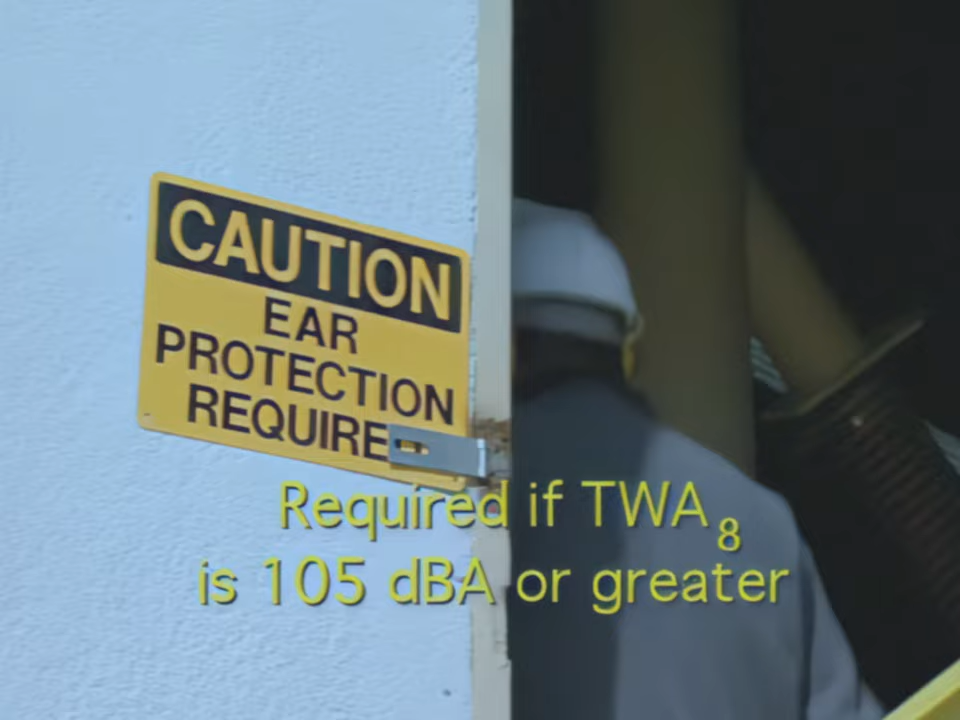 CAUTION
EAR
PROTECTION
REQUIRE
Required if TWA8
is 105 dBA or greater